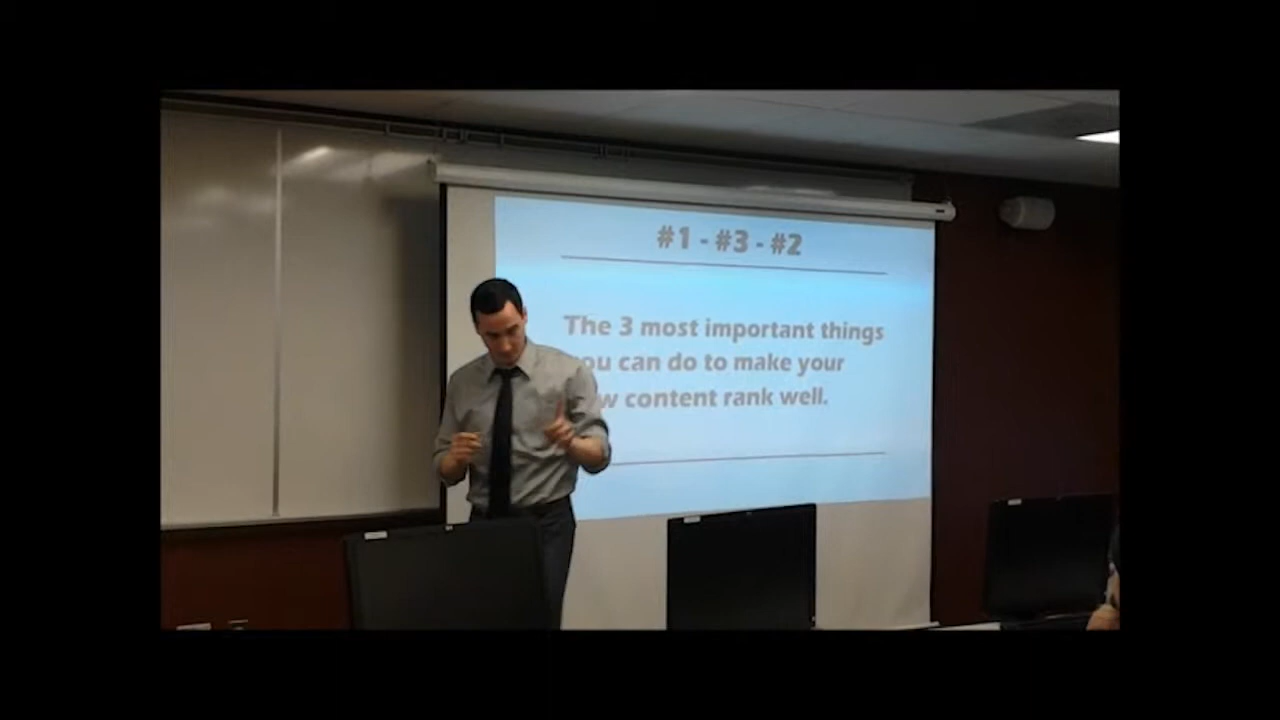 #1 - #3 - #2
The 3 most important things
can do to make your
content rank well.